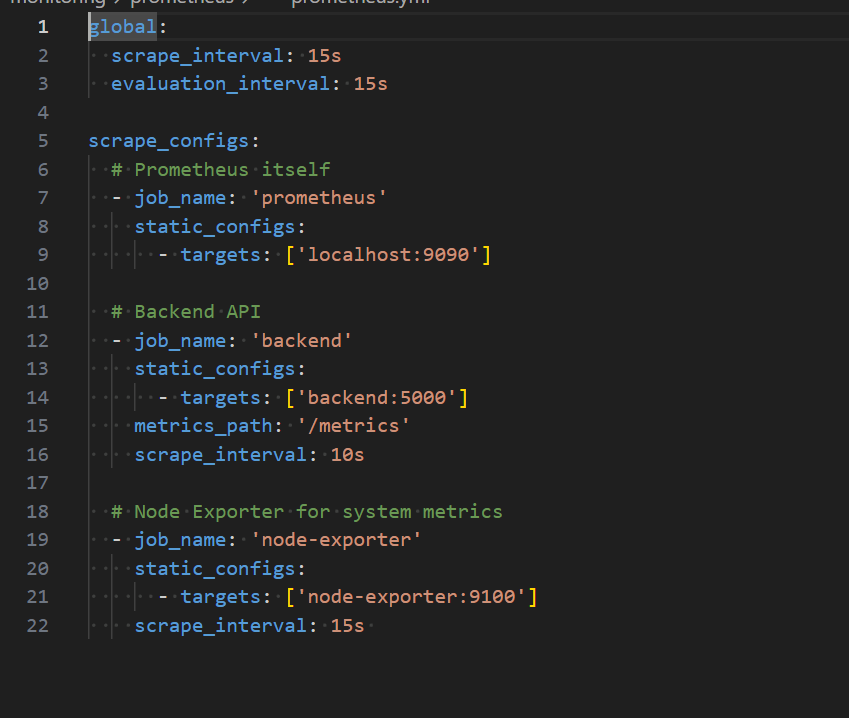 monitoring > prometheus > prometheus.yml
1 global:
2   scrape_interval: 15s
3   evaluation_interval: 15s
4
5 scrape_configs:
6   # Prometheus itself
7   - job_name: 'prometheus'
8     static_configs:
9       - targets: ['localhost:9090']
10
11   # Backend API
12   - job_name: 'backend'
13     static_configs:
14       - targets: ['backend:5000']
15     metrics_path: '/metrics'
16     scrape_interval: 10s
17
18   # Node Exporter for system metrics
19   - job_name: 'node-exporter'
20     static_configs:
21       - targets: ['node-exporter:9100']
22     scrape_interval: 15s